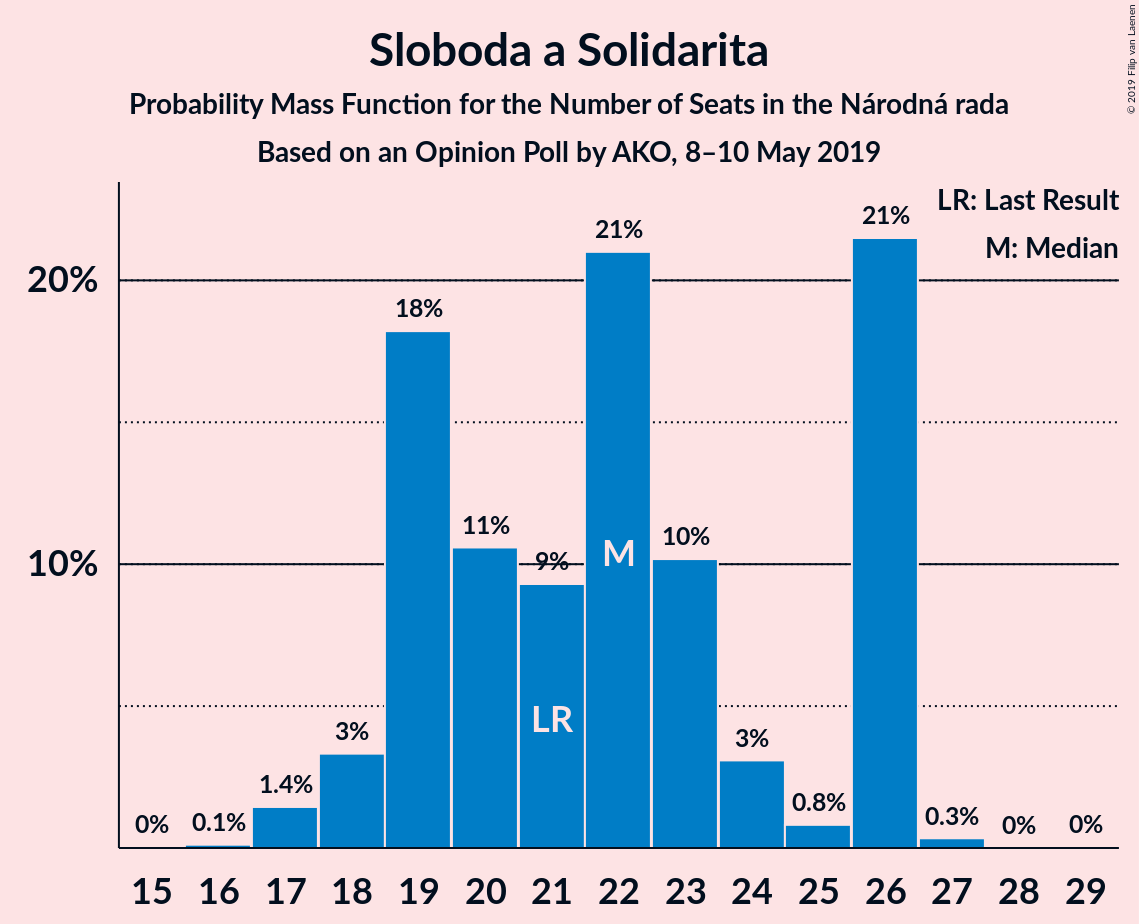 Sloboda a Solidarita
Probability Mass Function for the Number of Seats in the Národná rada
Based on an Opinion Poll by AKO, 8–10 May 2019
© 2019 Filip van Laenen
LR: Last Result
M: Median
20%
10%
0%
0.1%
1.4%
3%
18%
11%
9%
21%
10%
3%
0.8%
21%
0.3%
0%
0%
M
LR
15 16 17 18 19 20 21 22 23 24 25 26 27 28 29